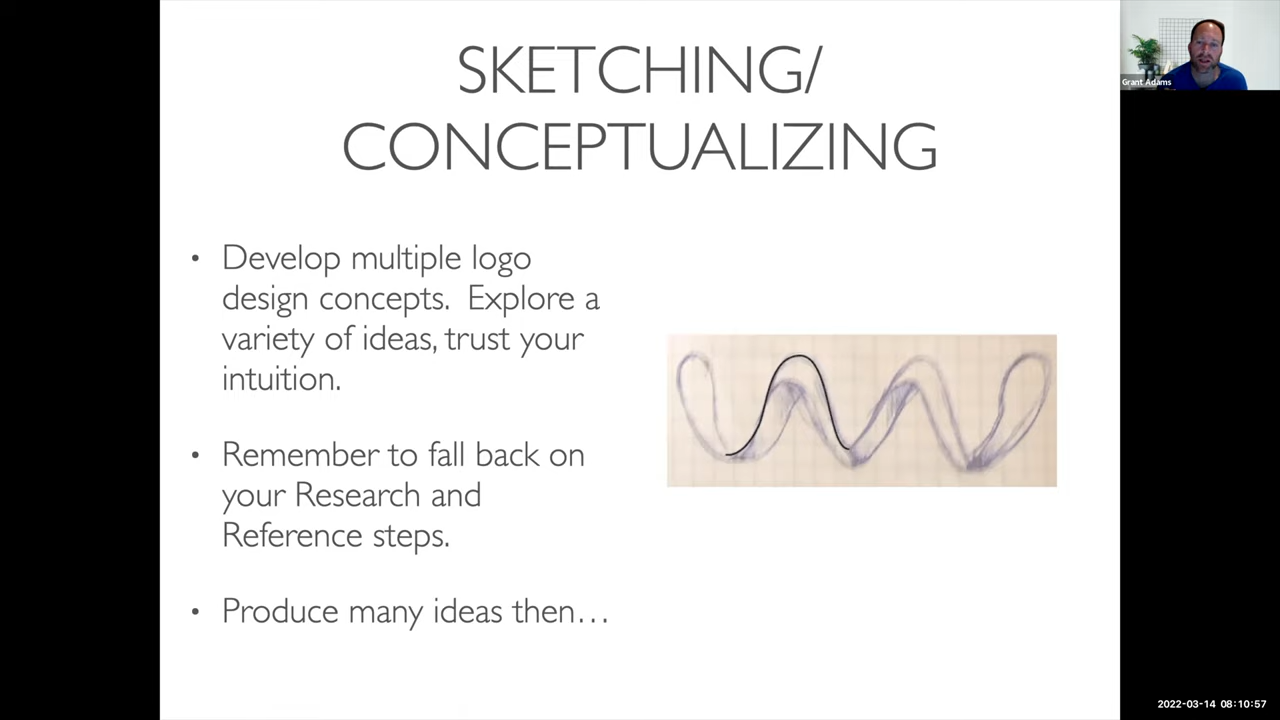 SKETCHING/
CONCEPTUALIZING
• Develop multiple logo
design concepts.  Explore a
variety of ideas, trust your
intuition.
• Remember to fall back on
your Research and
Reference steps.
• Produce many ideas then…
Grant Adams
2022-03-14 08:10:57